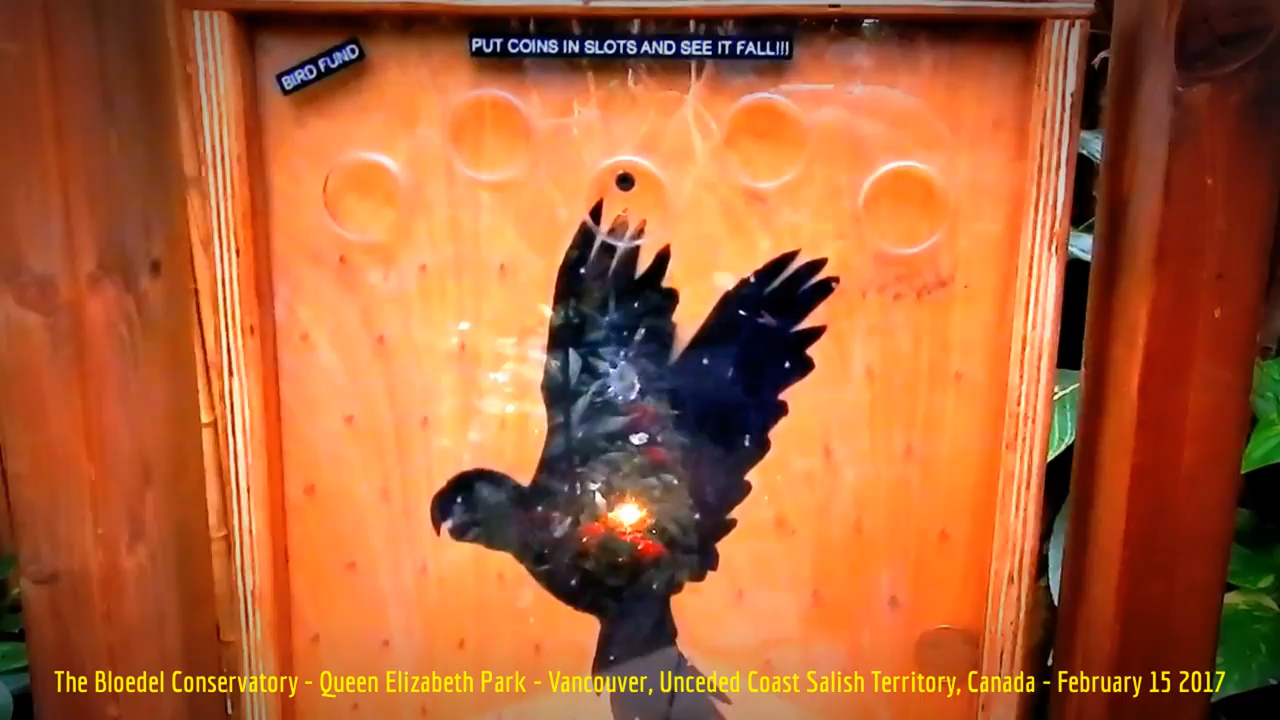 PUT COINS IN SLOTS AND SEE IT FALL!!!
BIRD FUND
The Bloedel Conservatory - Queen Elizabeth Park - Vancouver, Unceded Coast Salish Territory, Canada - February 15 2017